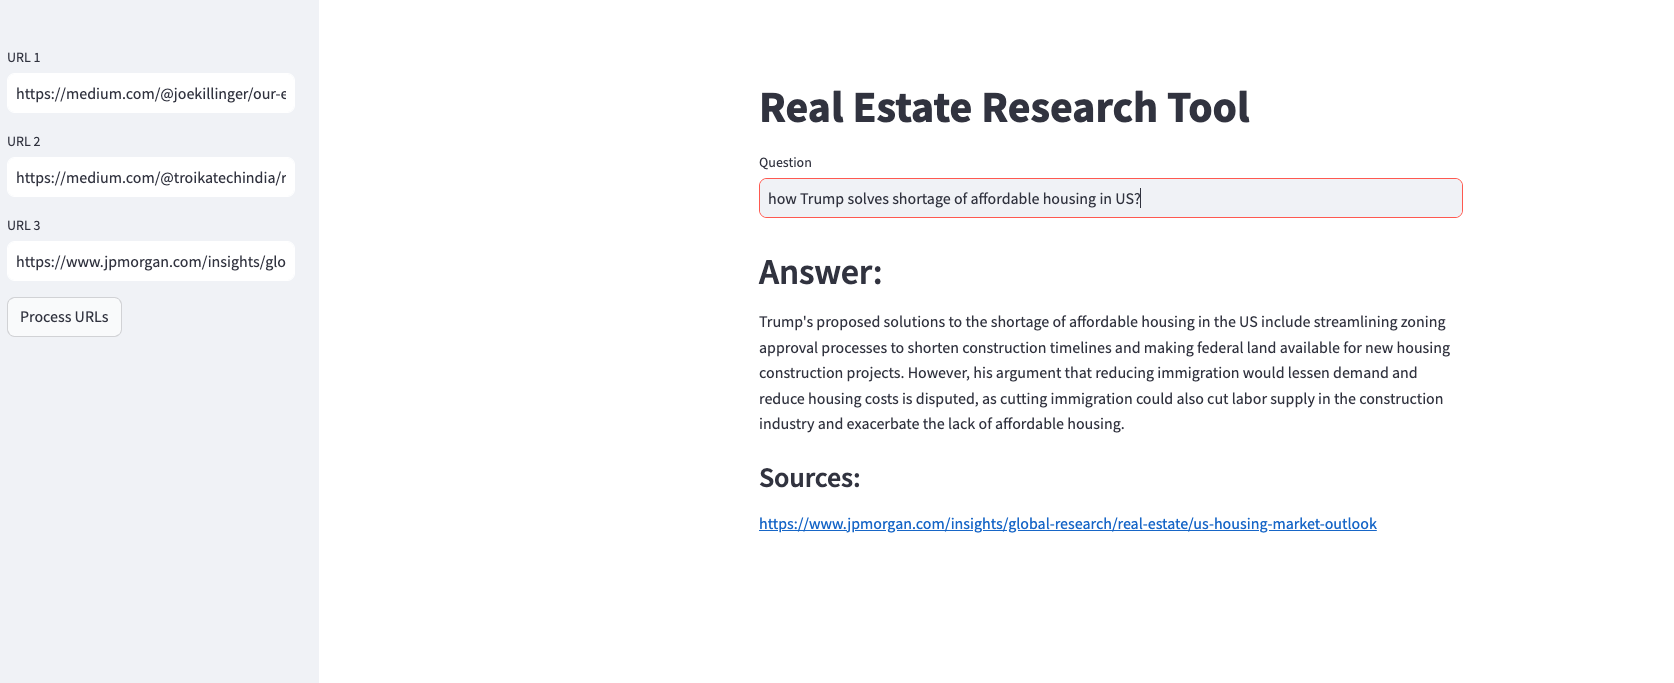 URL 1
https://medium.com/@joekillinger/our-e
URL 2
https://medium.com/@troikatechindia/r
URL 3
https://www.jpmorgan.com/insights/glo
Process URLs
Real Estate Research Tool
Question
how Trump solves shortage of affordable housing in US?
Answer:
Trump's proposed solutions to the shortage of affordable housing in the US include streamlining zoning
approval processes to shorten construction timelines and making federal land available for new housing
construction projects. However, his argument that reducing immigration would lessen demand and
reduce housing costs is disputed, as cutting immigration could also cut labor supply in the construction
industry and exacerbate the lack of affordable housing.
Sources:
https://www.jpmorgan.com/insights/global-research/real-estate/us-housing-market-outlook